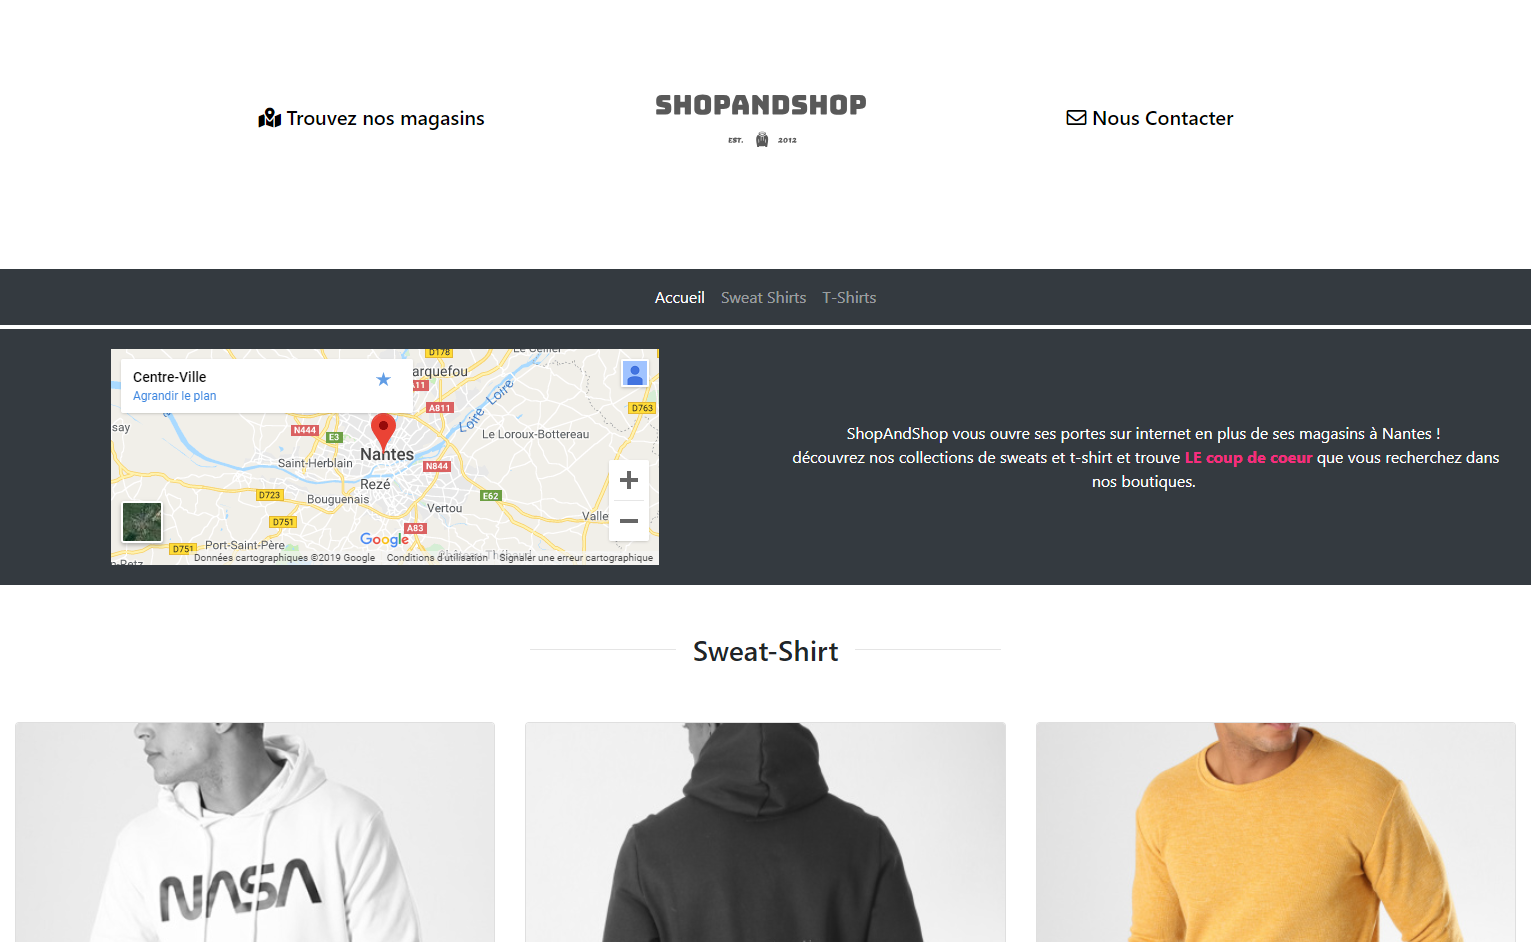 Trouvez nos magasins
SHOPANDSHOP
EST. 2012
Nous Contacter
Accueil Sweat Shirts T-Shirts
Centre-Ville
Agrandir le plan
D178
Le Cellier
arquefou
A11
A811
Loire
Loire
D763
say
N444
E3
Le Loroux-Bottereau
Nantes
Saint-Herblain
N844
Rezé
D723
Bouguenais
E62
Vertou
D751
Valle
A83
Google
D751
Port-Saint-Père
Données cartographiques ©2019 Google
Conditions d'utilisation
Signaler une erreur cartographique
ShopAndShop vous ouvre ses portes sur internet en plus de ses magasins à Nantes !
découvrez nos collections de sweats et t-shirt et trouve LE coup de coeur que vous recherchez dans
nos boutiques.
Sweat-Shirt
NASA